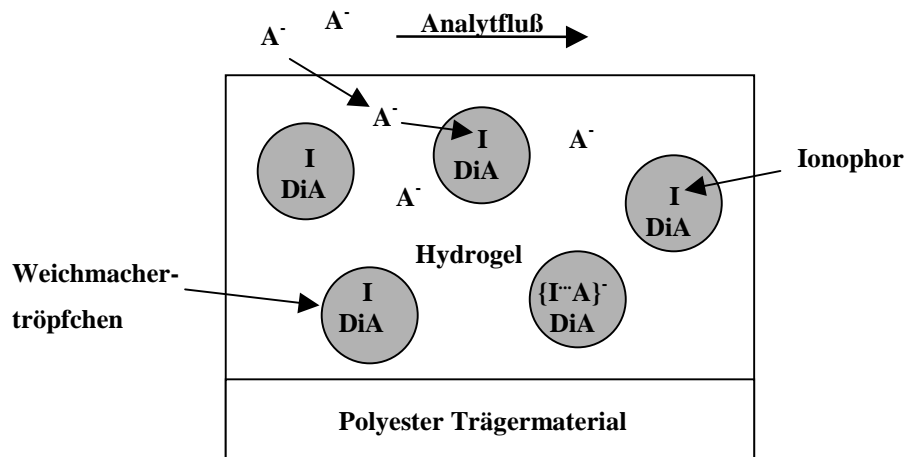 A⁻
A⁻
Analytfluß
A⁻
I
DiA
I
DiA
A⁻
A⁻
I
DiA
Ionophor
Hydrogel
Weichmacher-
tröpfchen
I
DiA
{I···A}⁻
DiA
Polyester Trägermaterial